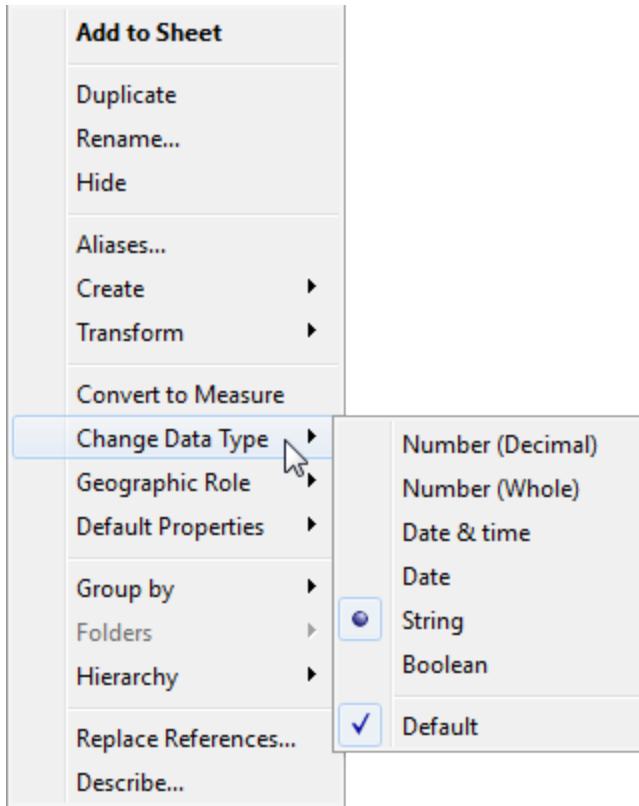 Add to Sheet
Duplicate
Rename...
Hide
Aliases...
Create
Transform
Convert to Measure
Change Data Type
Geographic Role
Default Properties
Group by
Folders
Hierarchy
Replace References...
Describe...
Number (Decimal)
Number (Whole)
Date & time
Date
String
Boolean
Default